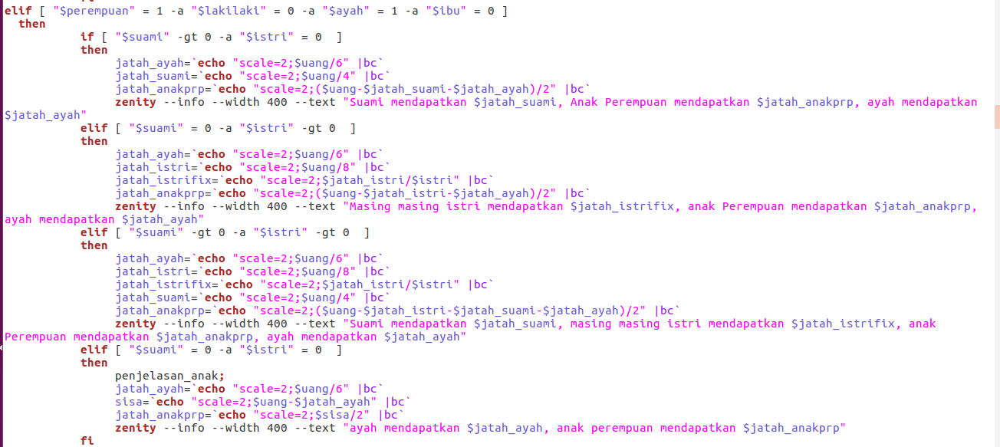 elif [ "$perempuan" = 1 -a "$lakilaki" = 0 -a "$ayah" = 1 -a "$ibu" = 0 ]
then
if [ "$suami" -gt 0 -a "$istri" = 0  ]
then
jatah_ayah=`echo "scale=2;$uang/6" |bc`
jatah_suami=`echo "scale=2;$uang/4" |bc`
jatah_anakprp=`echo "scale=2;($uang-$jatah_suami-$jatah_ayah)/2" |bc`
zenity --info --width 400 --text "Suami mendapatkan $jatah_suami, Anak Perempuan mendapatkan $jatah_anakprp, ayah mendapatkan
$jatah_ayah"
elif [ "$suami" = 0 -a "$istri" -gt 0  ]
then
jatah_ayah=`echo "scale=2;$uang/6" |bc`
jatah_istri=`echo "scale=2;$uang/8" |bc`
jatah_istrifix=`echo "scale=2;$jatah_istri/$istri" |bc`
jatah_anakprp=`echo "scale=2;($uang-$jatah_istri-$jatah_ayah)/2" |bc`
zenity --info --width 400 --text "Masing masing istri mendapatkan $jatah_istrifix, anak Perempuan mendapatkan $jatah_anakprp,
ayah mendapatkan $jatah_ayah"
elif [ "$suami" -gt 0 -a "$istri" -gt 0  ]
then
jatah_ayah=`echo "scale=2;$uang/6" |bc`
jatah_istri=`echo "scale=2;$uang/8" |bc`
jatah_istrifix=`echo "scale=2;$jatah_istri/$istri" |bc`
jatah_suami=`echo "scale=2;$uang/4" |bc`
jatah_anakprp=`echo "scale=2;($uang-$jatah_istri-$jatah_suami-$jatah_ayah)/2" |bc`
zenity --info --width 400 --text "Suami mendapatkan $jatah_suami, masing masing istri mendapatkan $jatah_istrifix, anak
Perempuan mendapatkan $jatah_anakprp, ayah mendapatkan $jatah_ayah"
elif [ "$suami" = 0 -a "$istri" = 0  ]
then
penjelasan_anak;
jatah_ayah=`echo "scale=2;$uang/6" |bc`
sisa=`echo "scale=2;$uang-$jatah_ayah" |bc`
jatah_anakprp=`echo "scale=2;$sisa/2" |bc`
zenity --info --width 400 --text "ayah mendapatkan $jatah_ayah, anak perempuan mendapatkan $jatah_anakprp"
fi